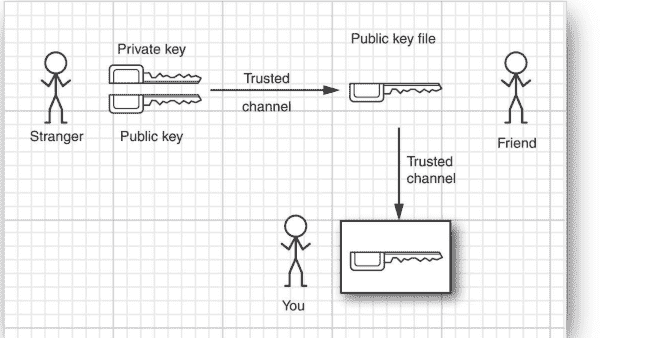 Public key file
Private key
Trusted
channel
Stranger
Public key
Friend
Trusted
channel
You